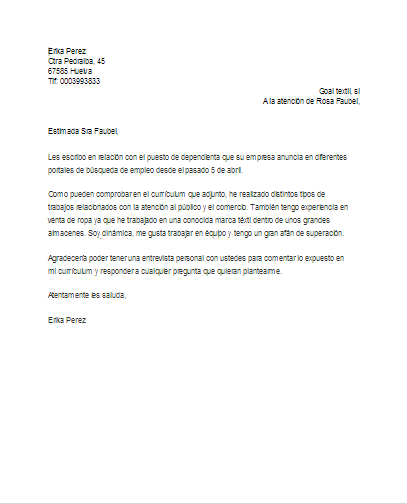 Erika Perez
Ctra Pedralba, 45
67585 Huelva
Tlf: 0003993833
Goal textil, sl
A la atención de Rosa Faubel,
Estimada Sra Faubel,
Les escribo en relación con el puesto de dependienta que su empresa anuncia en diferentes
portales de búsqueda de empleo desde el pasado 5 de abril.
Como pueden comprobar en el currículum que adjunto, he realizado distintos tipos de
trabajos relacionados con la atención al público y el comercio. También tengo experiencia en
venta de ropa ya que he trabajado en una conocida marca téxtil dentro de unos grandes
almacenes. Soy dinámica, me gusta trabajar en équipo y tengo un gran afán de superación.
Agradecería poder tener una entrevista personal con ustedes para comentar lo expuesto en
mi currículum y responder a cualquier pregunta que quieran plantearme.
Atentamente les saluda,
Erika Perez